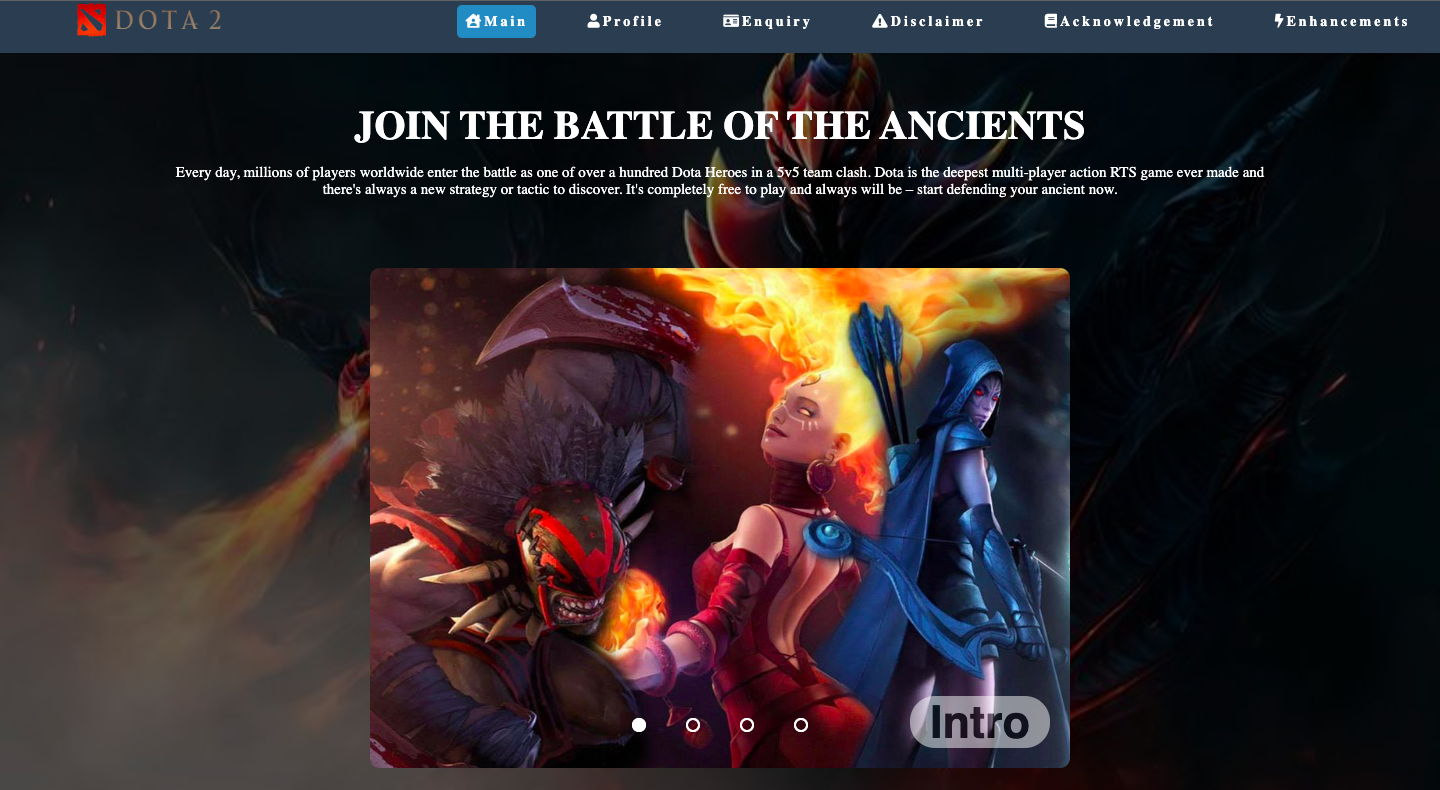 DOTA 2
Main
Profile
Enquiry
Disclaimer
Acknowledgement
Enhancements
JOIN THE BATTLE OF THE ANCIENTS
Every day, millions of players worldwide enter the battle as one of over a hundred Dota Heroes in a 5v5 team clash. Dota is the deepest multi-player action RTS game ever made and
there's always a new strategy or tactic to discover. It's completely free to play and always will be – start defending your ancient now.
Intro